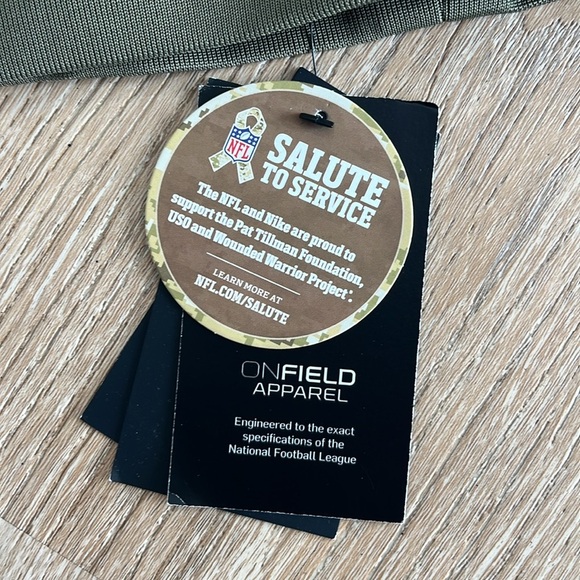 NFL
SALUTE
TO SERVICE
The NFL and Nike are proud to
support the Pat Tillman Foundation,
USO and Wounded Warrior Project*.
LEARN MORE AT
NFL.COM/SALUTE
ONFIELD
APPAREL
Engineered to the exact
specifications of the
National Football League